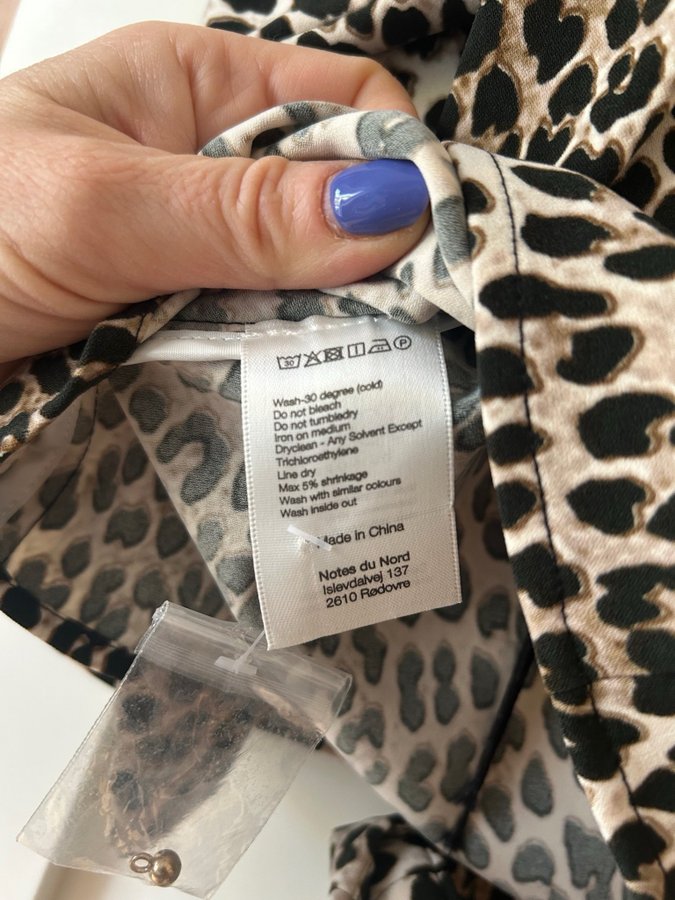 30
P
Wash-30 degree (cold)
Do not bleach
Do not tumbledry
Iron on medium
Dryclean - Any Solvent Except
Trichloroethylene
Line dry
Max 5% shrinkage
Wash with similar colours
Wash inside out
Made in China
Notes du Nord
Islevdalvej 137
2610 Rødovre